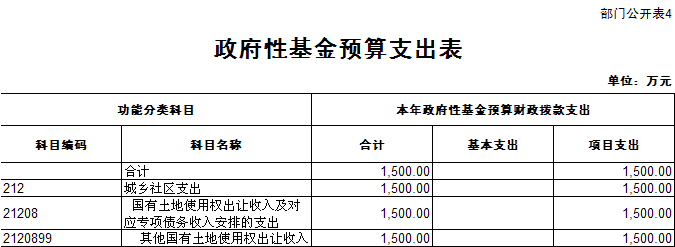 部门公开表4
政府性基金预算支出表
单位：万元
功能分类科目 本年政府性基金预算财政拨款支出
科目编码 科目名称 合计 基本支出 项目支出
合计 1,500.00 1,500.00
212 城乡社区支出 1,500.00 1,500.00
21208 国有土地使用权出让收入及对应专项债务收入安排的支出 1,500.00 1,500.00
2120899 其他国有土地使用权出让收入 1,500.00 1,500.00